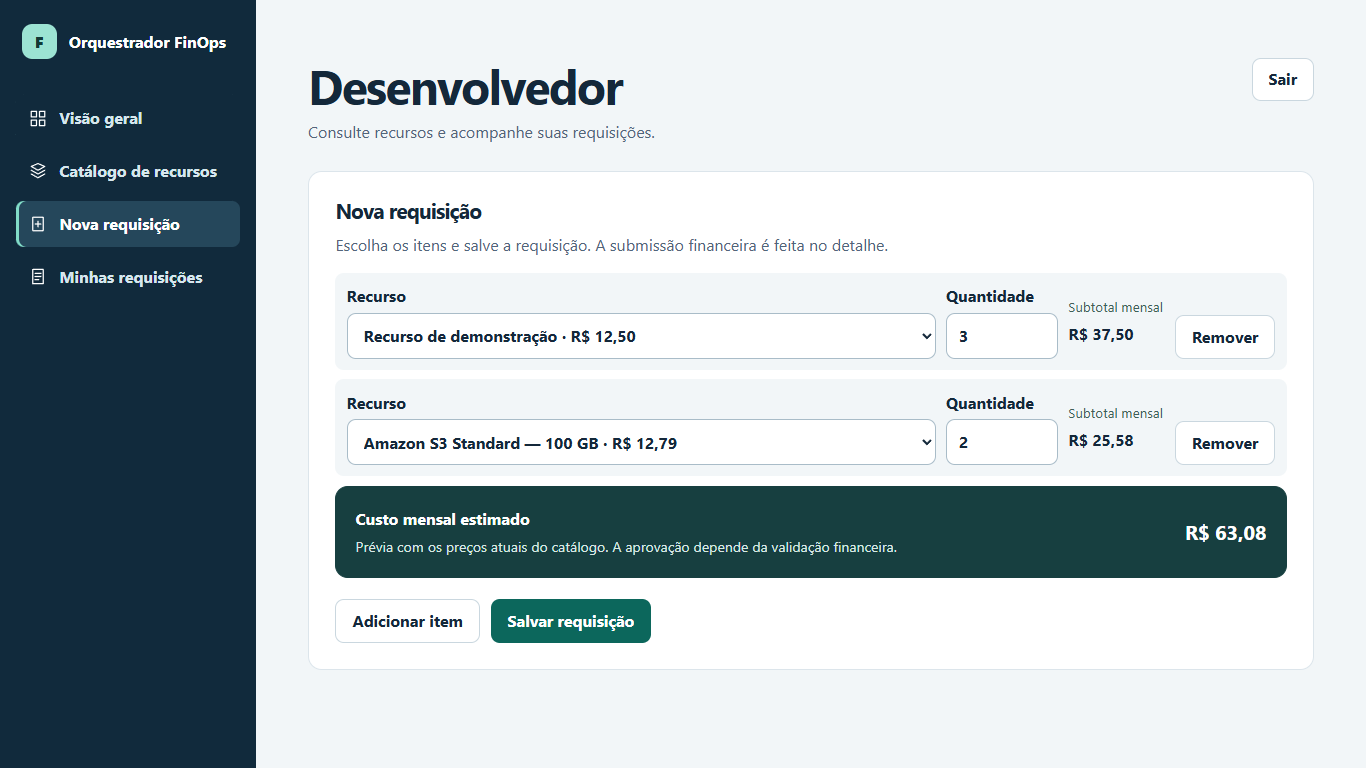 F
Orquestrador FinOps
Visão geral
Catálogo de recursos
Nova requisição
Minhas requisições
Desenvolvedor
Sair
Consulte recursos e acompanhe suas requisições.
Nova requisição
Escolha os itens e salve a requisição. A submissão financeira é feita no detalhe.
Recurso
Quantidade
Subtotal mensal
Recurso de demonstração · R$ 12,50
3
R$ 37,50
Remover
Recurso
Quantidade
Subtotal mensal
Amazon S3 Standard — 100 GB · R$ 12,79
2
R$ 25,58
Remover
Custo mensal estimado
Prévia com os preços atuais do catálogo. A aprovação depende da validação financeira.
R$ 63,08
Adicionar item
Salvar requisição